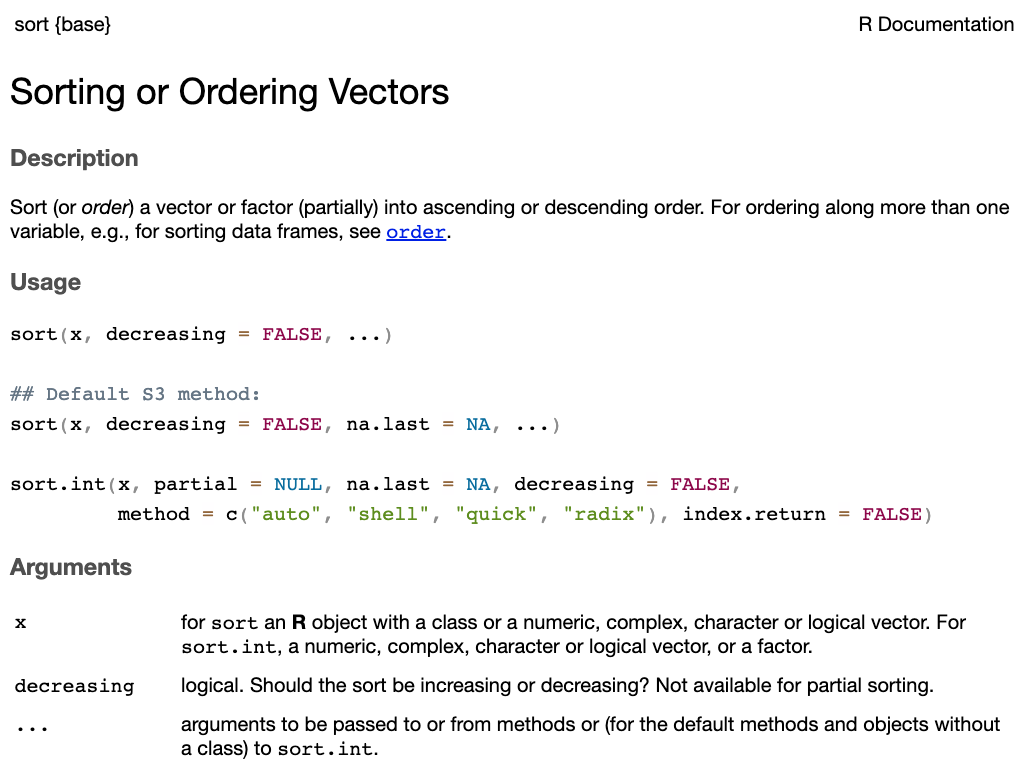 sort {base}
R Documentation
Sorting or Ordering Vectors
Description
Sort (or order) a vector or factor (partially) into ascending or descending order. For ordering along more than one
variable, e.g., for sorting data frames, see order.
Usage
sort(x, decreasing = FALSE, ...)
## Default S3 method:
sort(x, decreasing = FALSE, na.last = NA, ...)
sort.int(x, partial = NULL, na.last = NA, decreasing = FALSE,
method = c("auto", "shell", "quick", "radix"), index.return = FALSE)
Arguments
x
for sort an R object with a class or a numeric, complex, character or logical vector. For
sort.int, a numeric, complex, character or logical vector, or a factor.
decreasing
logical. Should the sort be increasing or decreasing? Not available for partial sorting.
...
arguments to be passed to or from methods or (for the default methods and objects without
a class) to sort.int.